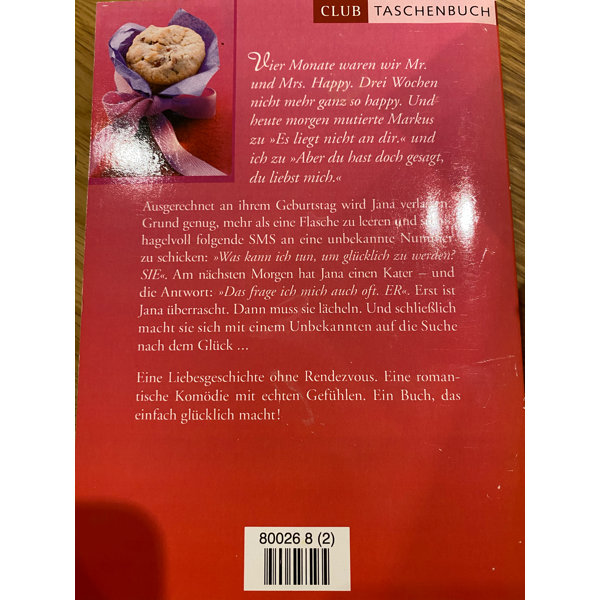 CLUB TASCHENBUCH
Vier Monate waren wir Mr.
und Mrs. Happy. Drei Wochen
nicht mehr ganz so happy. Und
heute morgen mutierte Markus
zu »Es liegt nicht an dir.« und
ich zu »Aber du hast doch gesagt,
du liebst mich.«
Ausgerechnet an ihrem Geburtstag wird Jana
Grund genug, mehr als eine Flasche zu leeren und
hagelvoll folgende SMS an eine unbekannte Nummer
zu schicken: »Was kann ich tun, um glücklich zu werden?
SIE«. Am nächsten Morgen hat Jana einen Kater – und
die Antwort: »Das frage ich mich auch oft. ER«. Erst ist
Jana überrascht. Dann muss sie lächeln. Und schließlich
macht sie sich mit einem Unbekannten auf die Suche
nach dem Glück ...
Eine Liebesgeschichte ohne Rendezvous. Eine roman-
tische Komödie mit echten Gefühlen. Ein Buch, das
einfach glücklich macht!
80026 8 (2)